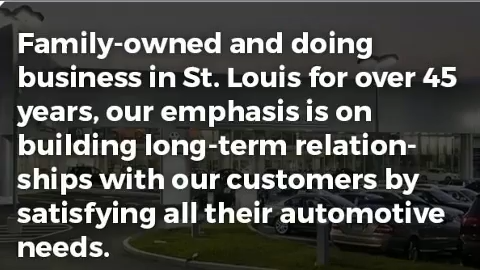 Family-owned and doing
business in St. Louis for over 45
years, our emphasis is on
building long-term relation-
ships with our customers by
satisfying all their automotive
needs.